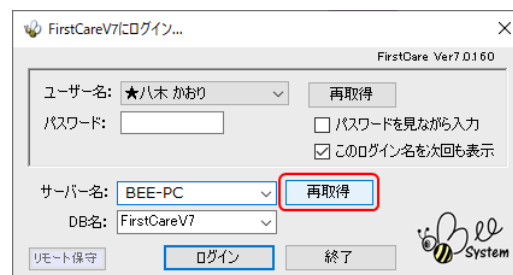 FirstCareV7にログイン...
FirstCare Ver7.0.160
ユーザー名: ★八木 かおり 再取得
パスワード: パスワードを見ながら入力
このログイン名を次回も表示
サーバー名: BEE-PC 再取得
DB名: FirstCareV7
リモート保守 ログイン 終了
Bee System